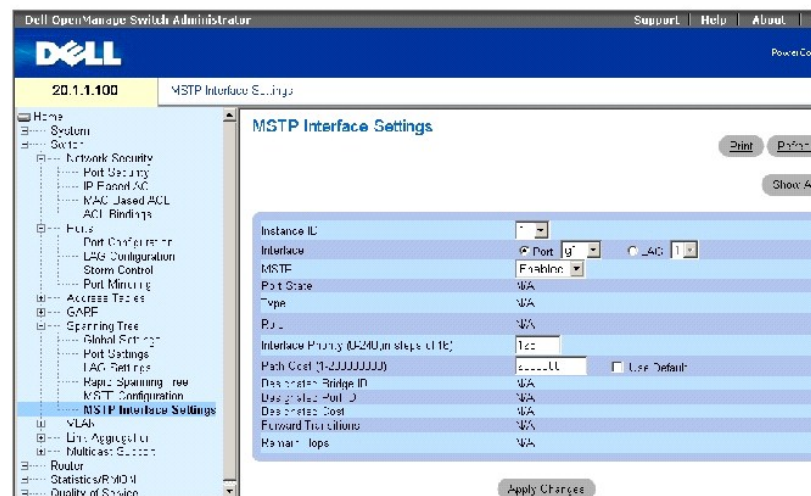 Dell OpenManage Switch Administrator
Support Help About
DELL
20.1.1.100
MSTP Interface Settings
Home
System
Switch
Network Security
Port Security
IP Based ACL
MAC Based ACL
ACL Bindings
Ports
Port Configuration
LAG Configuration
Storm Control
Port Mirroring
Address Tables
GARP
Spanning Tree
Global Settings
Port Settings
LAG Settings
Rapid Spanning Tree
MSTP Configuration
MSTP Interface Settings
VLAN
Link Aggregation
Multicast Support
Router
Statistics/RMON
Quality of Service
MSTP Interface Settings
Print
Show A
Instance ID
Interface Port g1 LAG 1
MSTP Enabled
Port State N/A
Type N/A
Role N/A
Interface Priority (0-240,in steps of 16)
Path Cost (1-200000000) Use Default
Designated Bridge ID N/A
Designated Port ID N/A
Designated Cost N/A
Forward Transitions N/A
Remain Hops N/A
Apply Changes